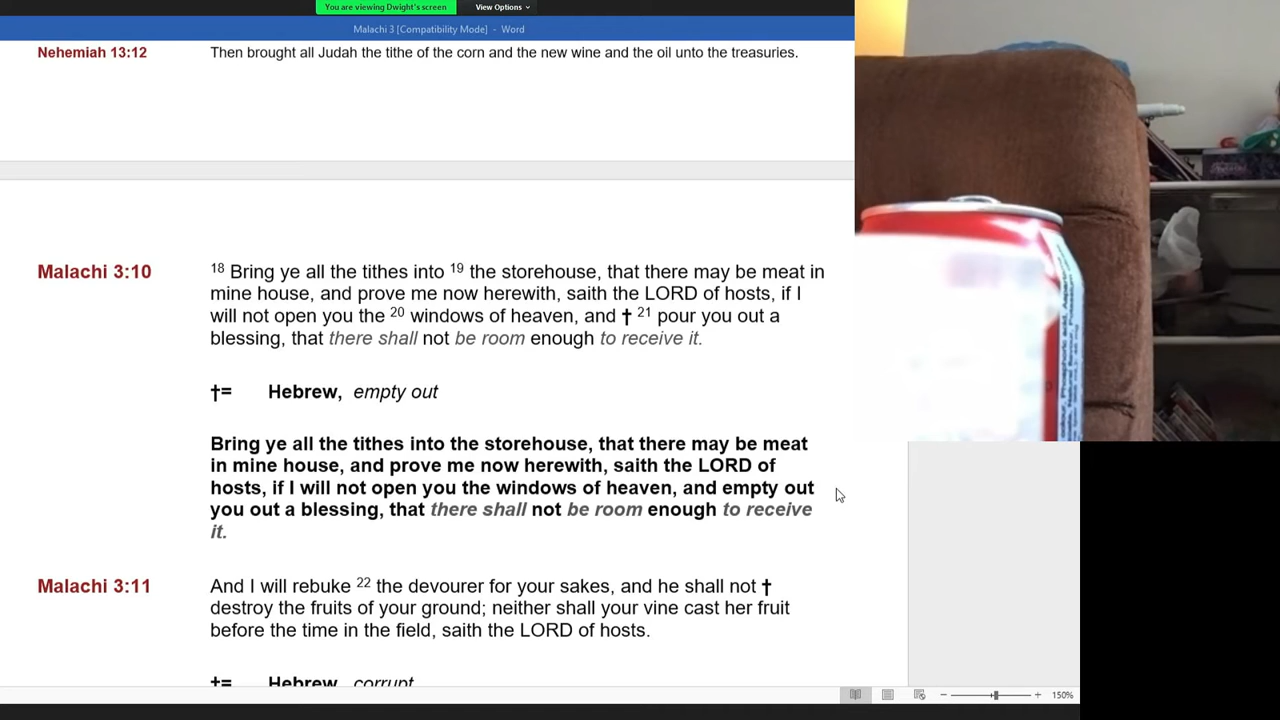 You are viewing Dwight's screen
View Options
Malachi 3 [Compatibility Mode] - Word
Nehemiah 13:12 Then brought all Judah the tithe of the corn and the new wine and the oil unto the treasuries.
Malachi 3:10 18 Bring ye all the tithes into 19 the storehouse, that there may be meat in
mine house, and prove me now herewith, saith the LORD of hosts, if I
will not open you the 20 windows of heaven, and † 21 pour you out a
blessing, that there shall not be room enough to receive it.
†= Hebrew, empty out
Bring ye all the tithes into the storehouse, that there may be meat
in mine house, and prove me now herewith, saith the LORD of
hosts, if I will not open you the windows of heaven, and empty out
you out a blessing, that there shall not be room enough to receive
it.
Malachi 3:11 And I will rebuke 22 the devourer for your sakes, and he shall not †
destroy the fruits of your ground; neither shall your vine cast her fruit
before the time in the field, saith the LORD of hosts.
†= Hebrew corrupt
150%